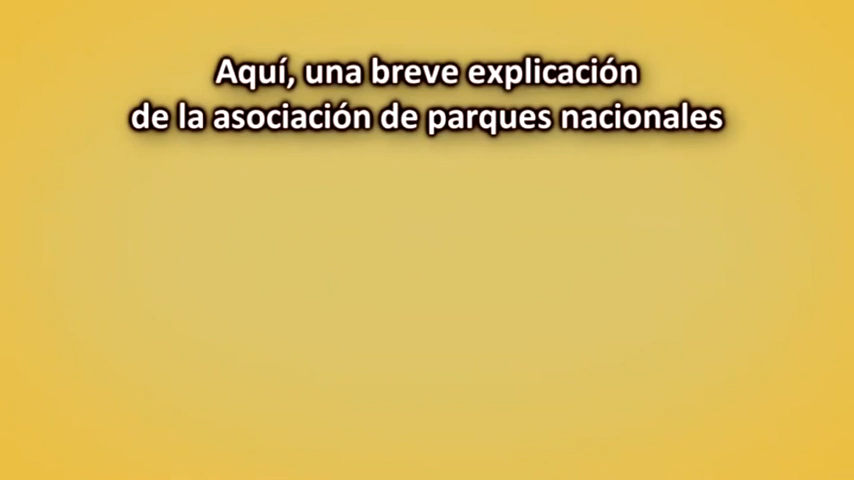 Aquí, una breve explicación
de la asociación de parques nacionales